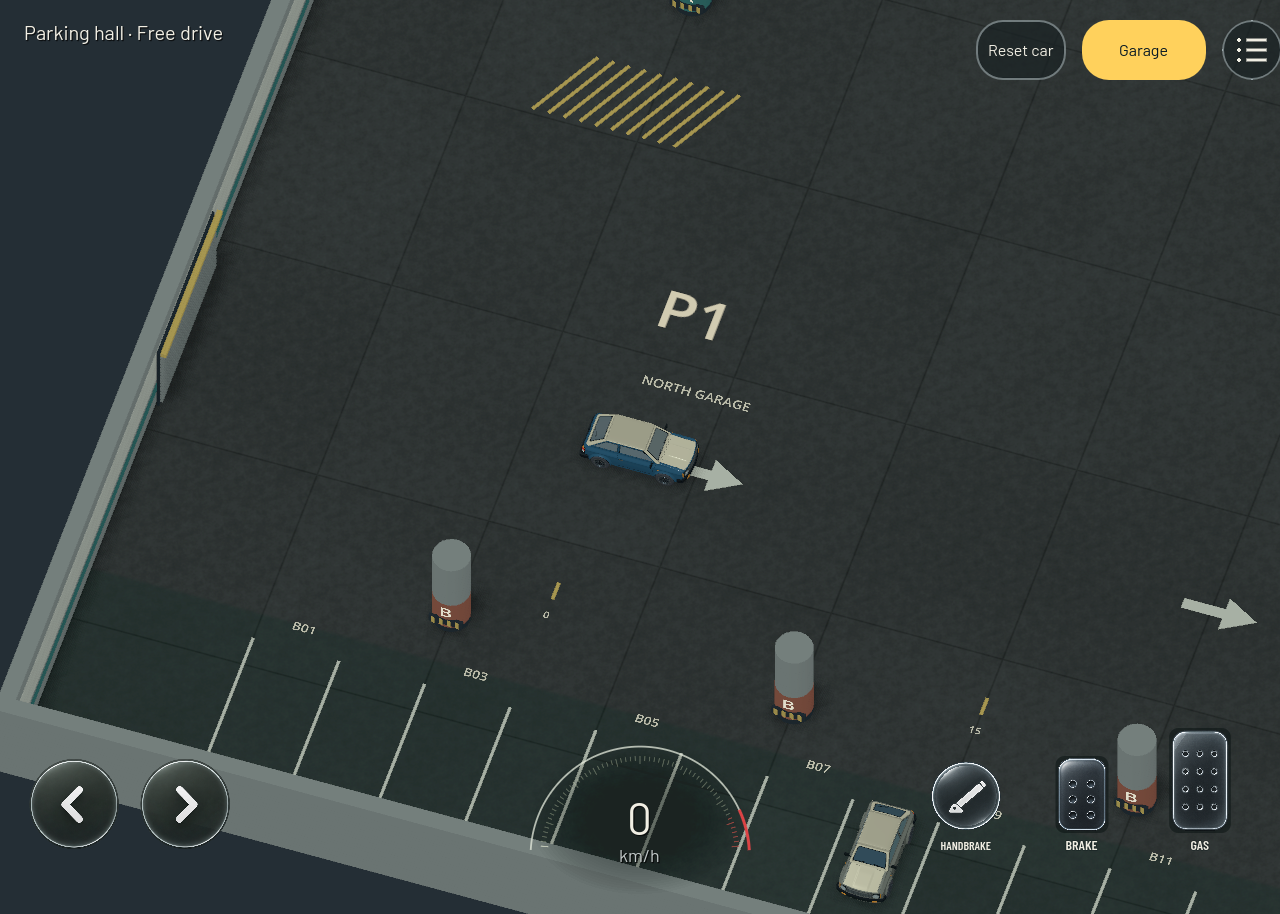 Parking hall · Free drive
Reset car
Garage
P1
NORTH GARAGE
B
0
B01
B03
B
B05
15
B07
B
B11
0
km/h
HANDBRAKE
BRAKE
GAS